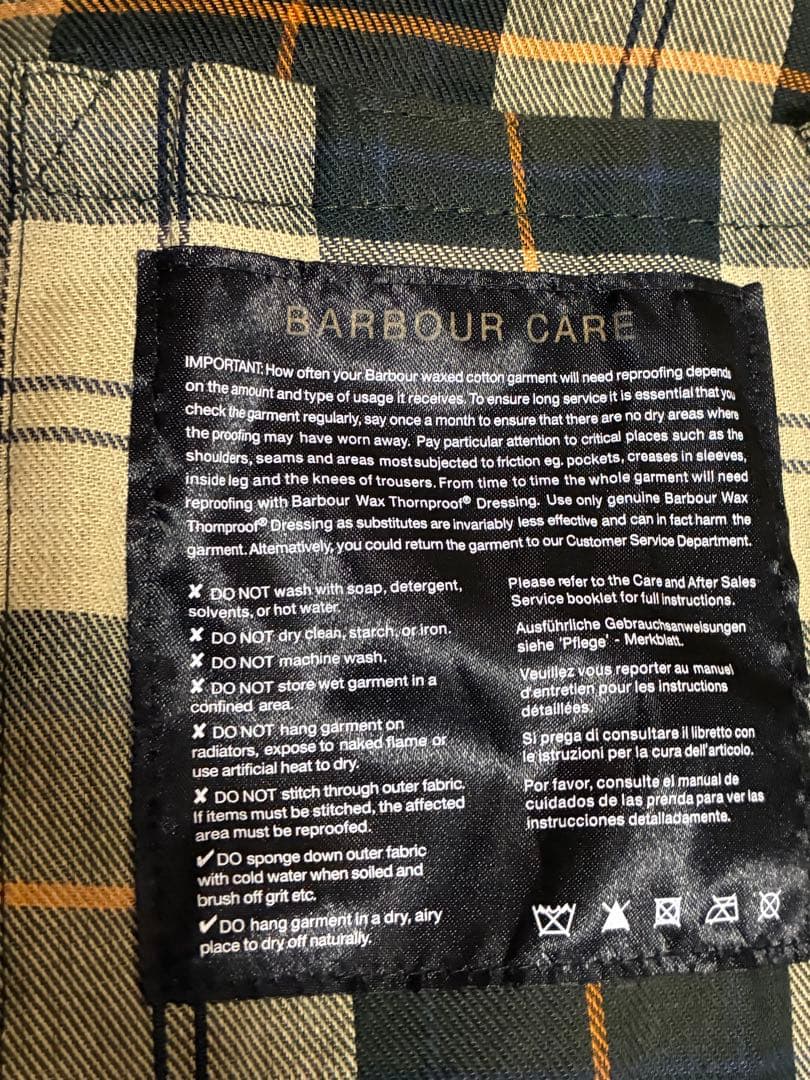 BARBOUR CARE
IMPORTANT: How often your Barbour waxed cotton garment will need reproofing depends
on the amount and type of usage it receives. To ensure long service it is essential that you
check the garment regularly, say once a month to ensure that there are no dry areas where
the proofing may have worn away. Pay particular attention to critical places such as the
shoulders, seams and areas most subjected to friction eg. pockets, creases in sleeves,
inside leg and the knees of trousers. From time to time the whole garment will need
reproofing with Barbour Wax Thornproof® Dressing. Use only genuine Barbour Wax
Thornproof® Dressing as substitutes are invariably less effective and can in fact harm the
garment. Alternatively, you could return the garment to our Customer Service Department.
✘ DO NOT wash with soap, detergent,
solvents, or hot water.
✘ DO NOT dry clean, starch, or iron.
✘ DO NOT machine wash.
✘ DO NOT store wet garment in a
confined area.
✘ DO NOT hang garment on
radiators, expose to naked flame or
use artificial heat to dry.
✘ DO NOT stitch through outer fabric.
If items must be stitched, the affected
area must be reproofed.
✔ DO sponge down outer fabric
with cold water when soiled and
brush off grit etc.
✔ DO hang garment in a dry, airy
place to dry off naturally.
Please refer to the Care and After Sales
Service booklet for full instructions.
Ausführliche Gebrauchsanweisungen
siehe 'Pflege' - Merkblatt.
Veuillez vous reporter au manuel
d'entretien pour les instructions
détaillées.
Si prega di consultare il libretto con
le istruzioni per la cura dell'articolo.
Por favor, consulte el manual de
cuidados de las prenda para ver las
instrucciones detalladamente.